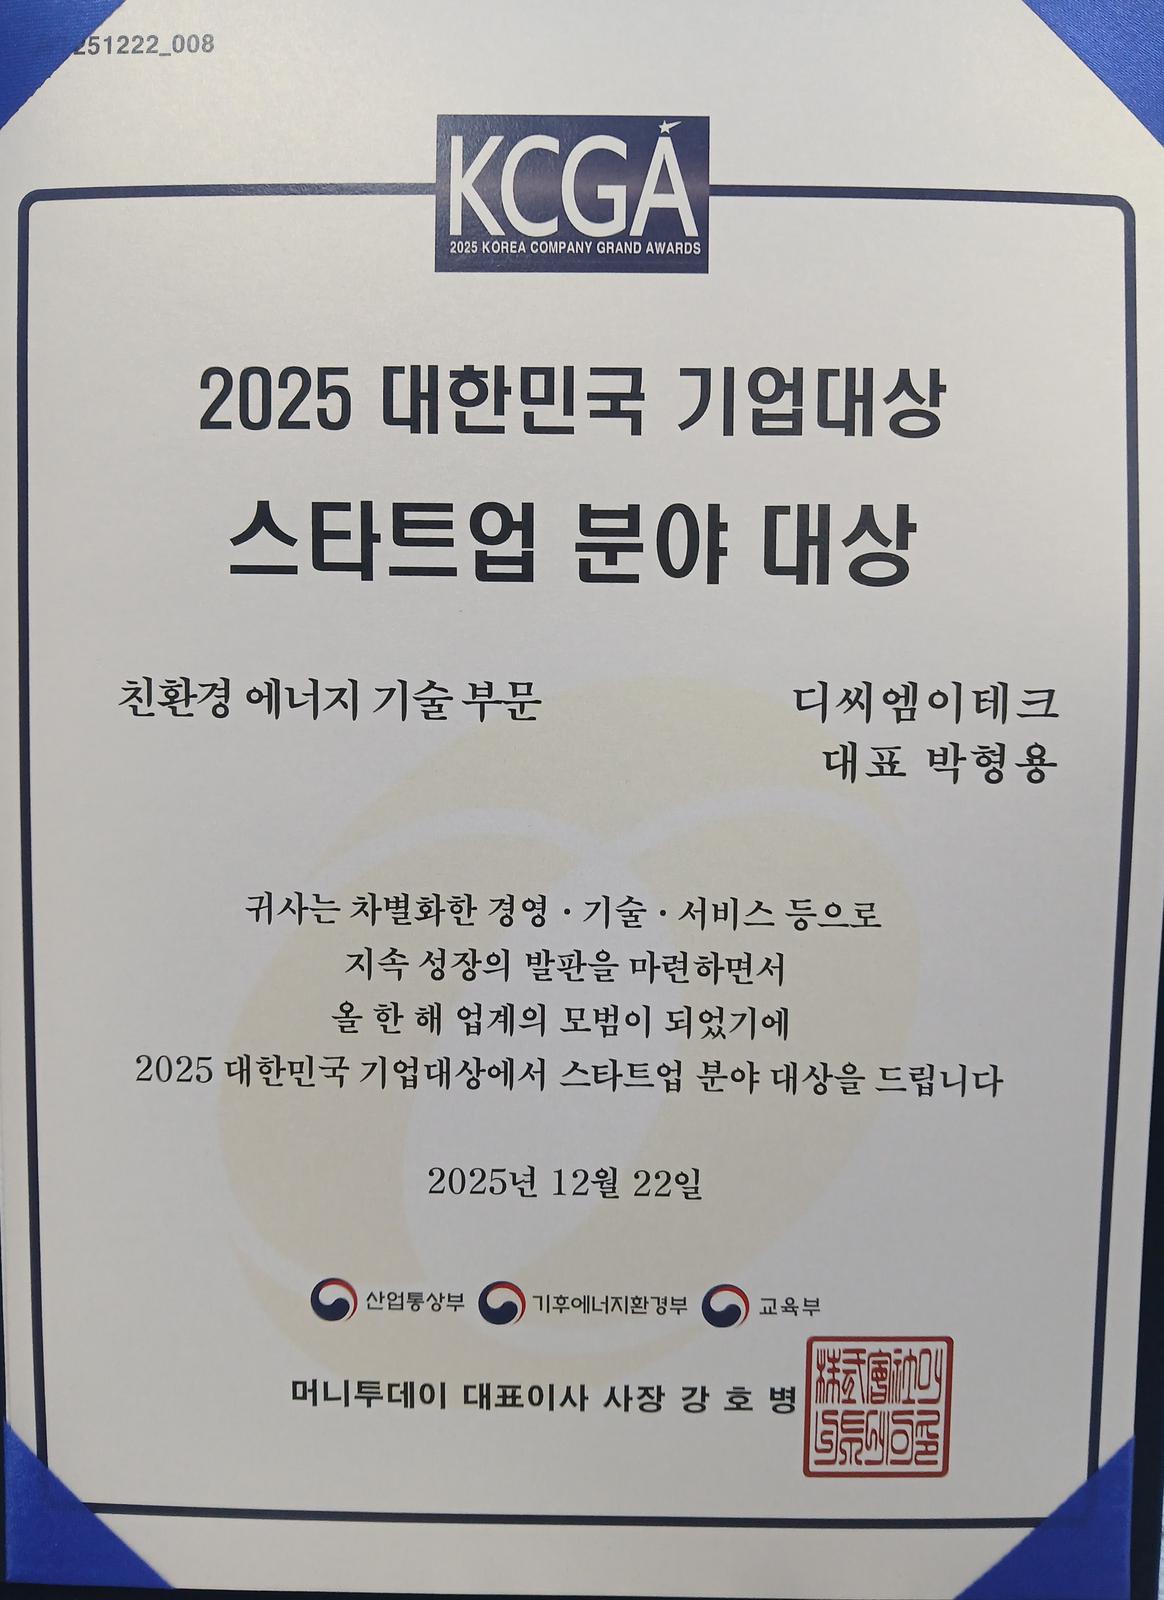 251222_008
KCGA
2025 KOREA COMPANY GRAND AWARDS
2025 대한민국 기업대상
스타트업 분야 대상
친환경 에너지 기술 부문
디씨엠이테크
대표 박형용
귀사는 차별화한 경영·기술·서비스 등으로
지속 성장의 발판을 마련하면서
올 한 해 업계의 모범이 되었기에
2025 대한민국 기업대상에서 스타트업 분야 대상을 드립니다
2025년 12월 22일
산업통상부 기후에너지환경부 교육부
머니투데이 대표이사 사장 강 호 병
株式會社머